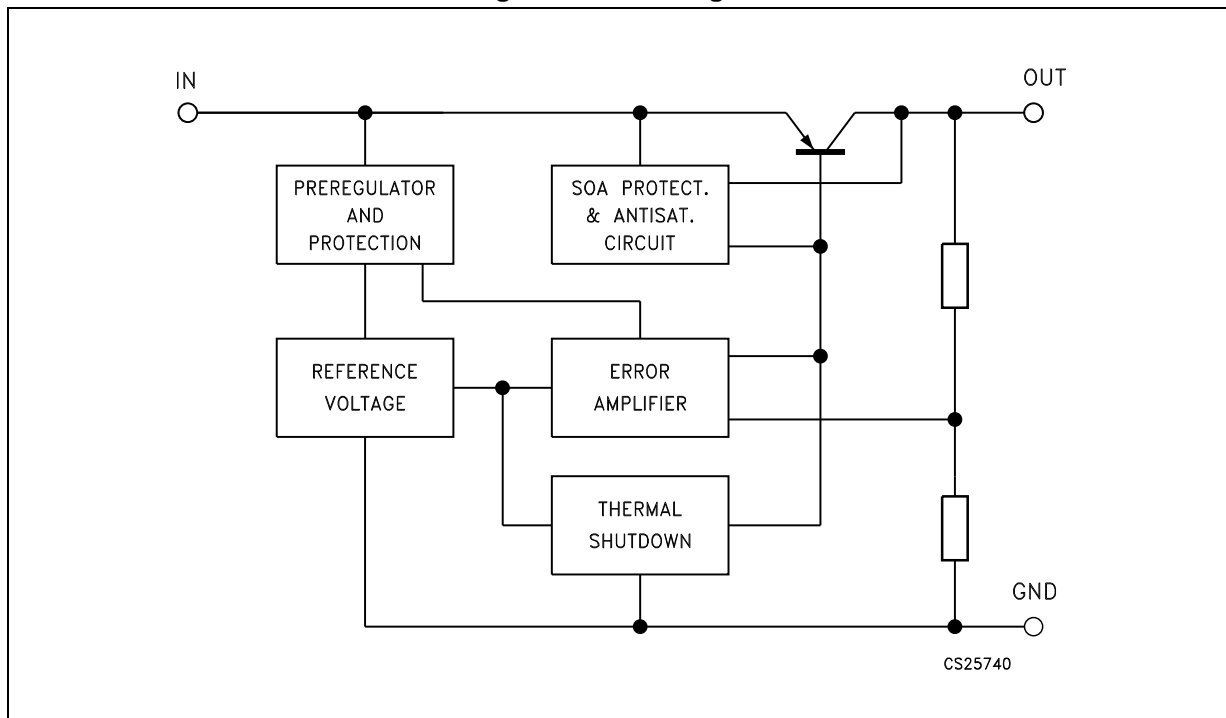 IN
OUT
PREREGULATOR
AND
PROTECTION
SOA PROTECT.
& ANTISAT.
CIRCUIT
REFERENCE
VOLTAGE
ERROR
AMPLIFIER
THERMAL
SHUTDOWN
GND
CS25740